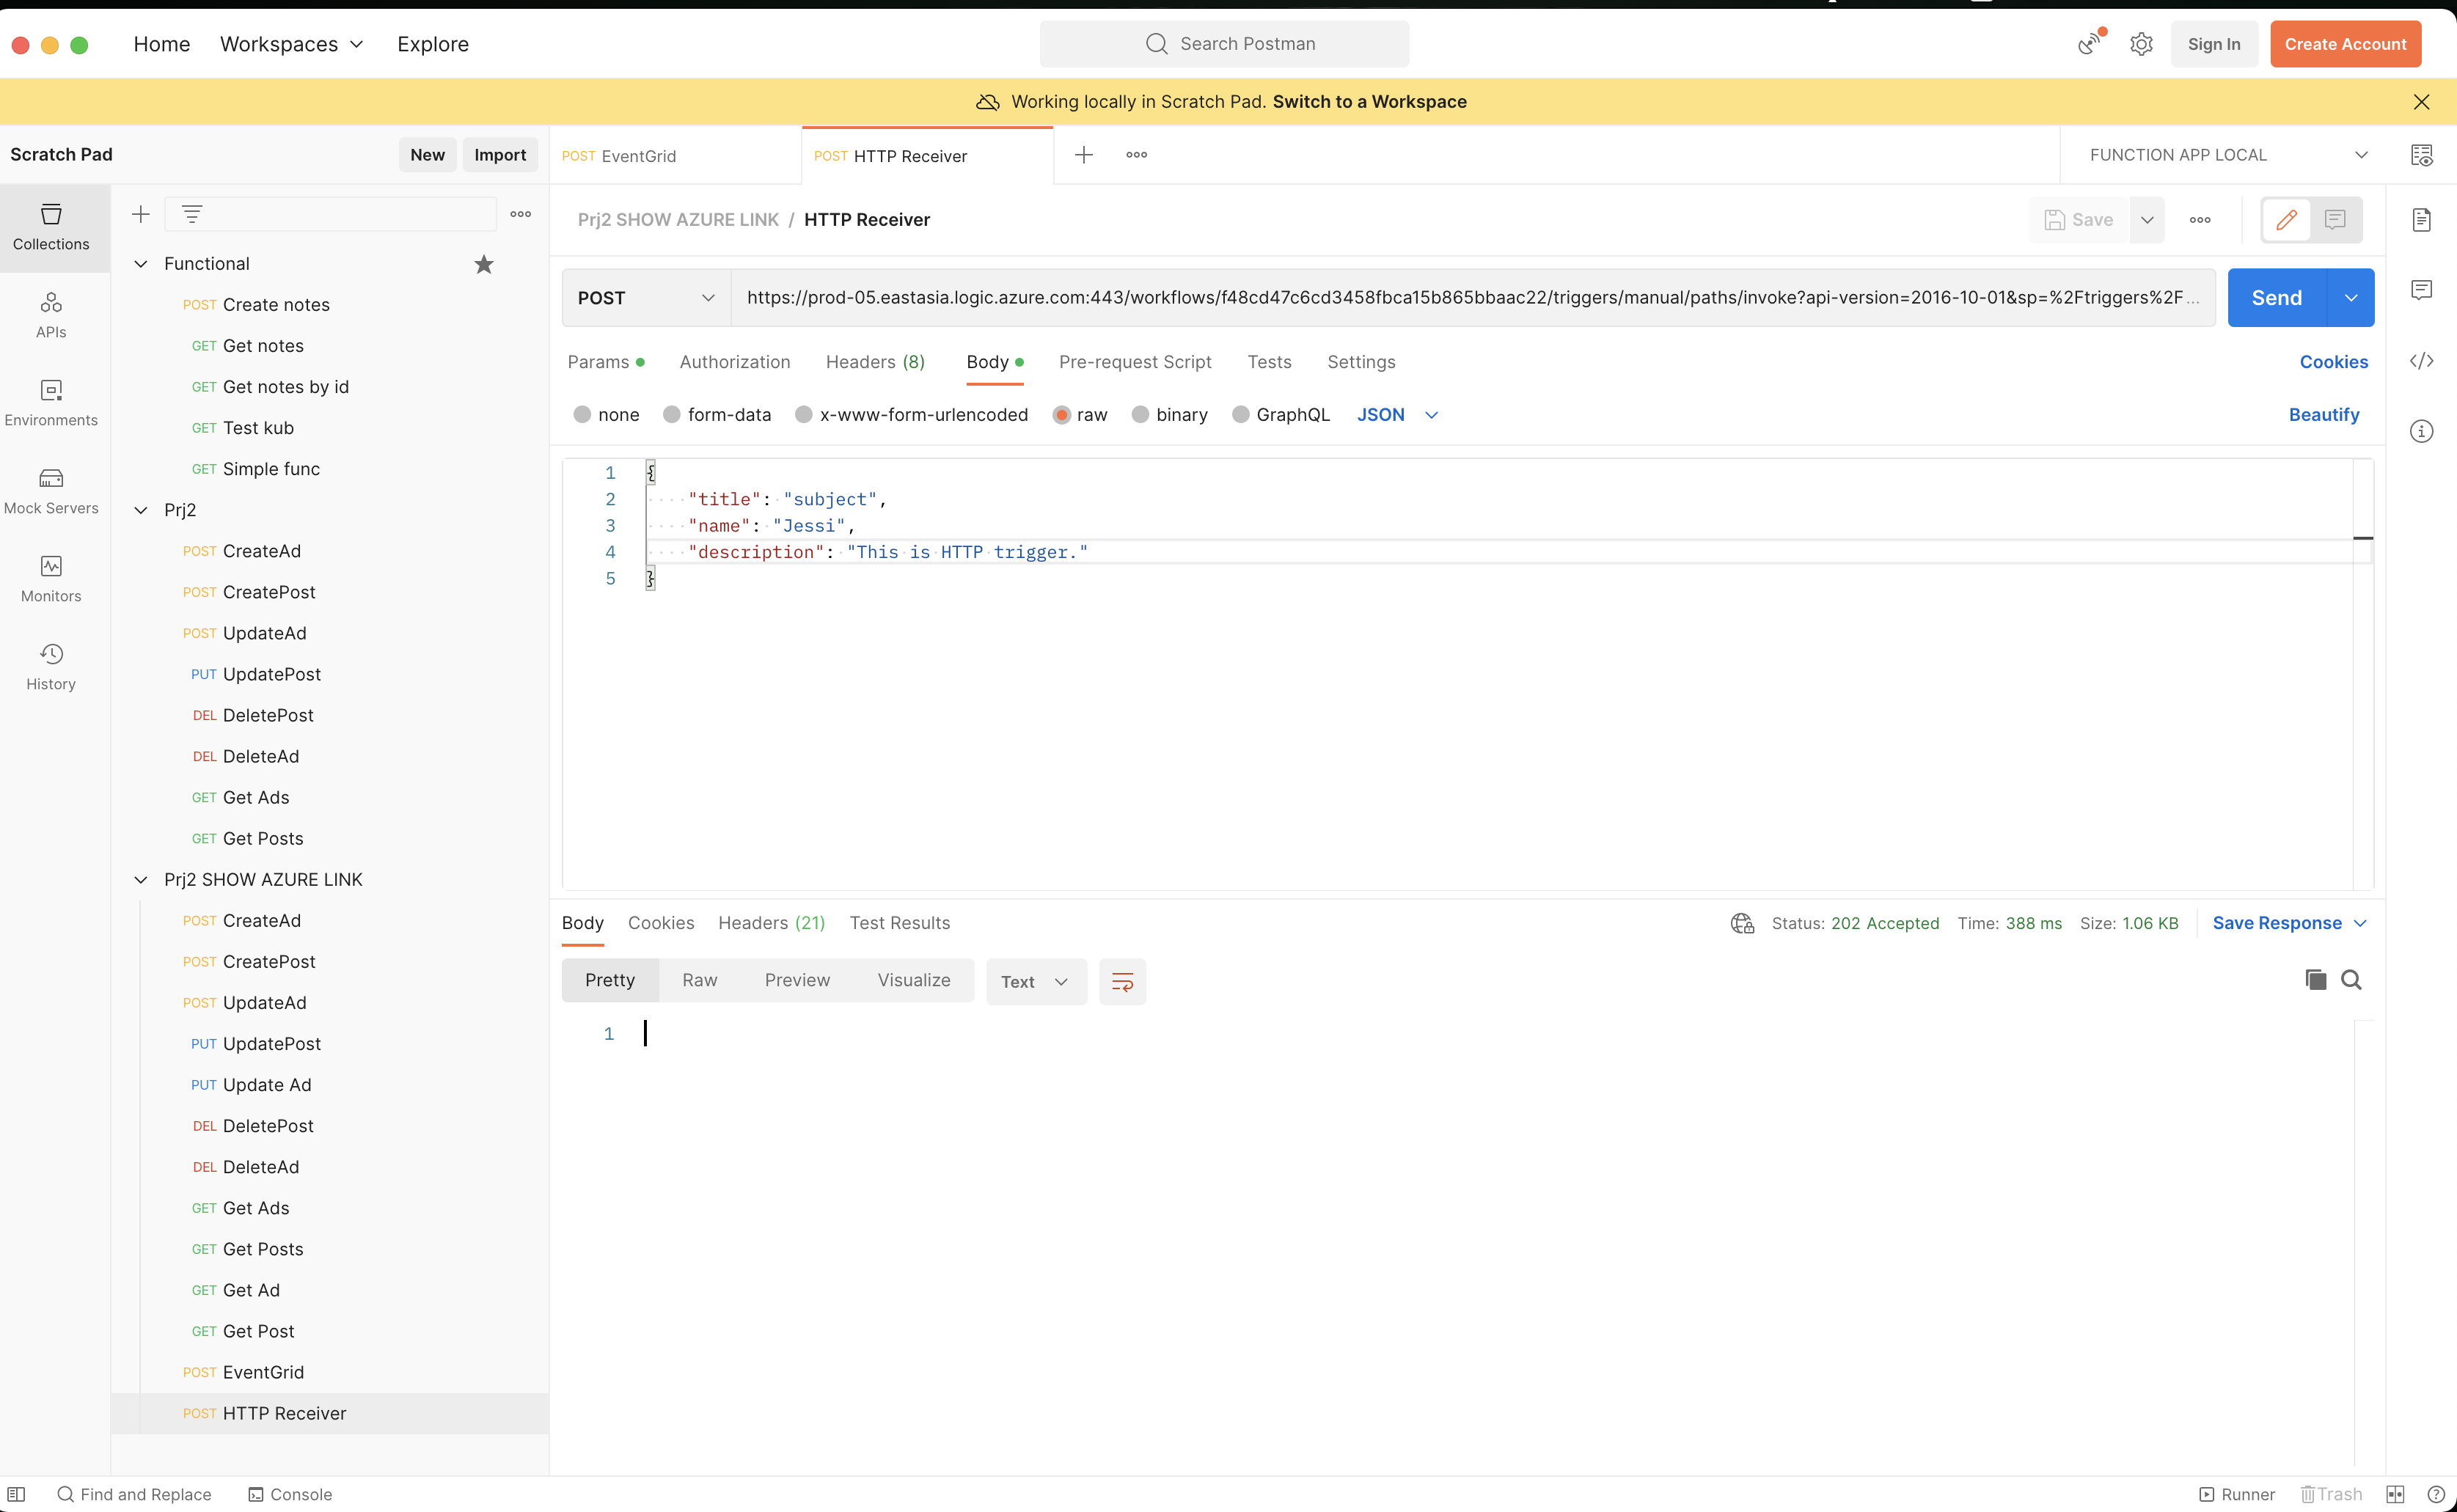 Home Workspaces Explore Search Postman Sign In Create Account
Working locally in Scratch Pad. Switch to a Workspace
Scratch Pad New Import POST EventGrid POST HTTP Receiver FUNCTION APP LOCAL
Collections
APIs
Environments
Mock Servers
Monitors
History
Functional
POST Create notes
GET Get notes
GET Get notes by id
GET Test kub
GET Simple func
Prj2
POST CreateAd
POST CreatePost
POST UpdateAd
PUT UpdatePost
DEL DeletePost
DEL DeleteAd
GET Get Ads
GET Get Posts
Prj2 SHOW AZURE LINK
POST CreateAd
POST CreatePost
POST UpdateAd
PUT UpdatePost
PUT Update Ad
DEL DeletePost
DEL DeleteAd
GET Get Ads
GET Get Posts
GET Get Ad
GET Get Post
POST EventGrid
POST HTTP Receiver
Prj2 SHOW AZURE LINK / HTTP Receiver Save
POST https://prod-05.eastasia.logic.azure.com:443/workflows/f48cd47c6cd3458fbca15b865bbaac22/triggers/manual/paths/invoke?api-version=2016-10-01&sp=%2Ftriggers%2F... Send
Params Authorization Headers (8) Body Pre-request Script Tests Settings Cookies
none form-data x-www-form-urlencoded raw binary GraphQL JSON Beautify
1 {
2 "title": "subject",
3 "name": "Jessi",
4 "description": "This is HTTP trigger."
5 }
Body Cookies Headers (21) Test Results Status: 202 Accepted Time: 388 ms Size: 1.06 KB Save Response
Pretty Raw Preview Visualize Text
1
Find and Replace Console Runner Trash